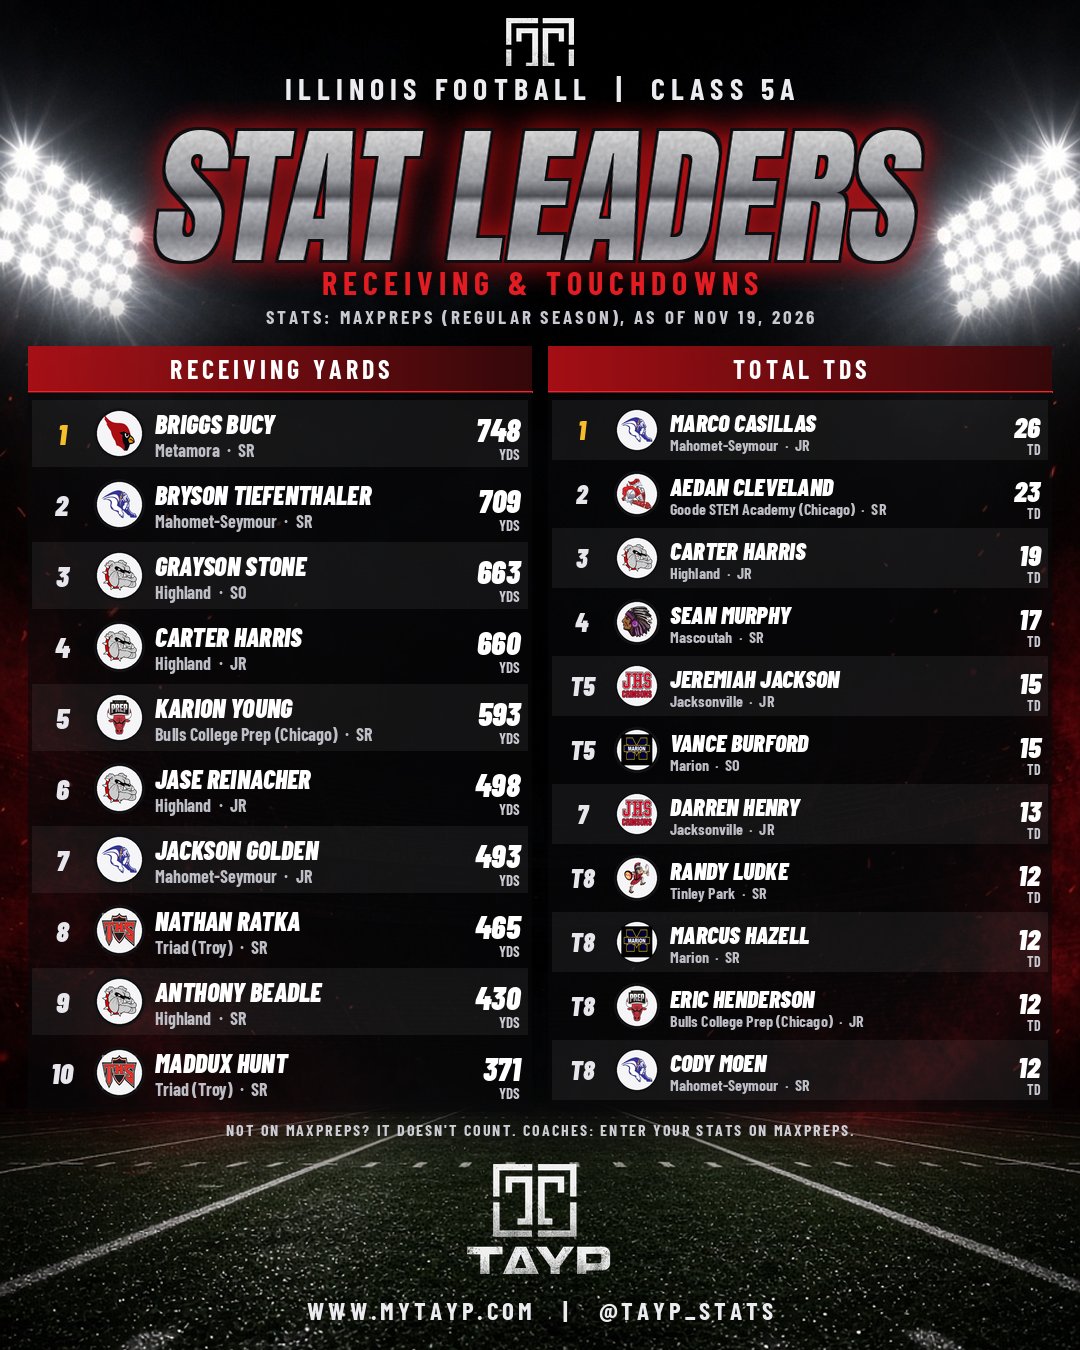 ILLINOIS FOOTBALL | CLASS 5A
STAT LEADERS
RECEIVING & TOUCHDOWNS
STATS: MAXPREPS (REGULAR SEASON), AS OF NOV 19, 2026
RECEIVING YARDS
1 BRIGGS BUCY 748
Metamora · SR YDS
2 BRYSON TIEFENTHALER 709
Mahomet-Seymour · SR YDS
3 GRAYSON STONE 663
Highland · SO YDS
4 CARTER HARRIS 660
Highland · JR YDS
5 KARION YOUNG 593
Bulls College Prep (Chicago) · SR YDS
6 JASE REINACHER 498
Highland · JR YDS
7 JACKSON GOLDEN 493
Mahomet-Seymour · JR YDS
8 NATHAN RATKA 465
Triad (Troy) · SR YDS
9 ANTHONY BEADLE 430
Highland · SR YDS
10 MADDUX HUNT 371
Triad (Troy) · SR YDS
TOTAL TDS
1 MARCO CASILLAS 26
Mahomet-Seymour · JR TD
2 AEDAN CLEVELAND 23
Goode STEM Academy (Chicago) · SR TD
3 CARTER HARRIS 19
Highland · JR TD
4 SEAN MURPHY 17
Mascoutah · SR TD
T5 JEREMIAH JACKSON 15
Jacksonville · JR TD
T5 VANCE BURFORD 15
Marion · SO TD
7 DARREN HENRY 13
Jacksonville · JR TD
T8 RANDY LUDKE 12
Tinley Park · SR TD
T8 MARCUS HAZELL 12
Marion · SR TD
T8 ERIC HENDERSON 12
Bulls College Prep (Chicago) · JR TD
T8 CODY MOEN 12
Mahomet-Seymour · SR TD
NOT ON MAXPREPS? IT DOESN'T COUNT. COACHES: ENTER YOUR STATS ON MAXPREPS.
TAYP
WWW.MYTAYP.COM | @TAYP_STATS